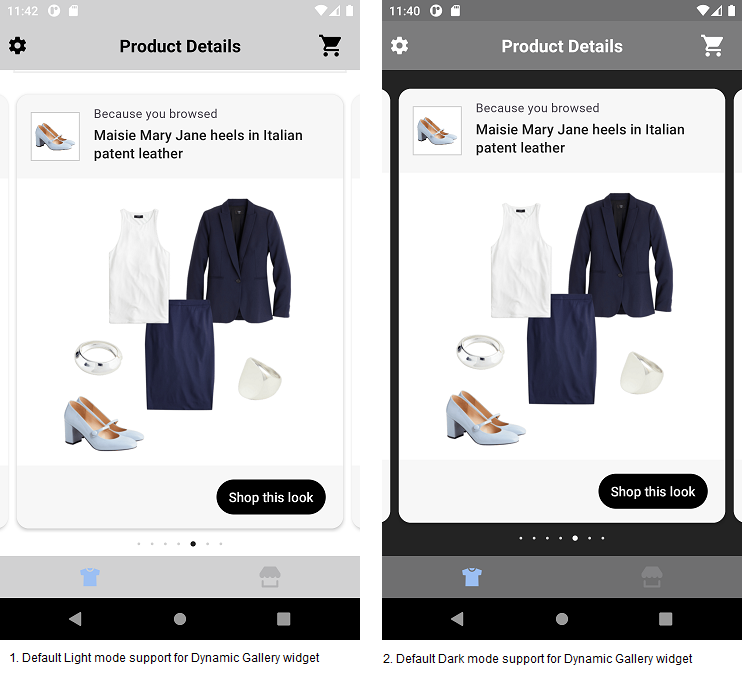 11:42
Product Details
Because you browsed
Maisie Mary Jane heels in Italian
patent leather
Shop this look
1. Default Light mode support for Dynamic Gallery widget
11:40
Product Details
Because you browsed
Maisie Mary Jane heels in Italian
patent leather
Shop this look
2. Default Dark mode support for Dynamic Gallery widget